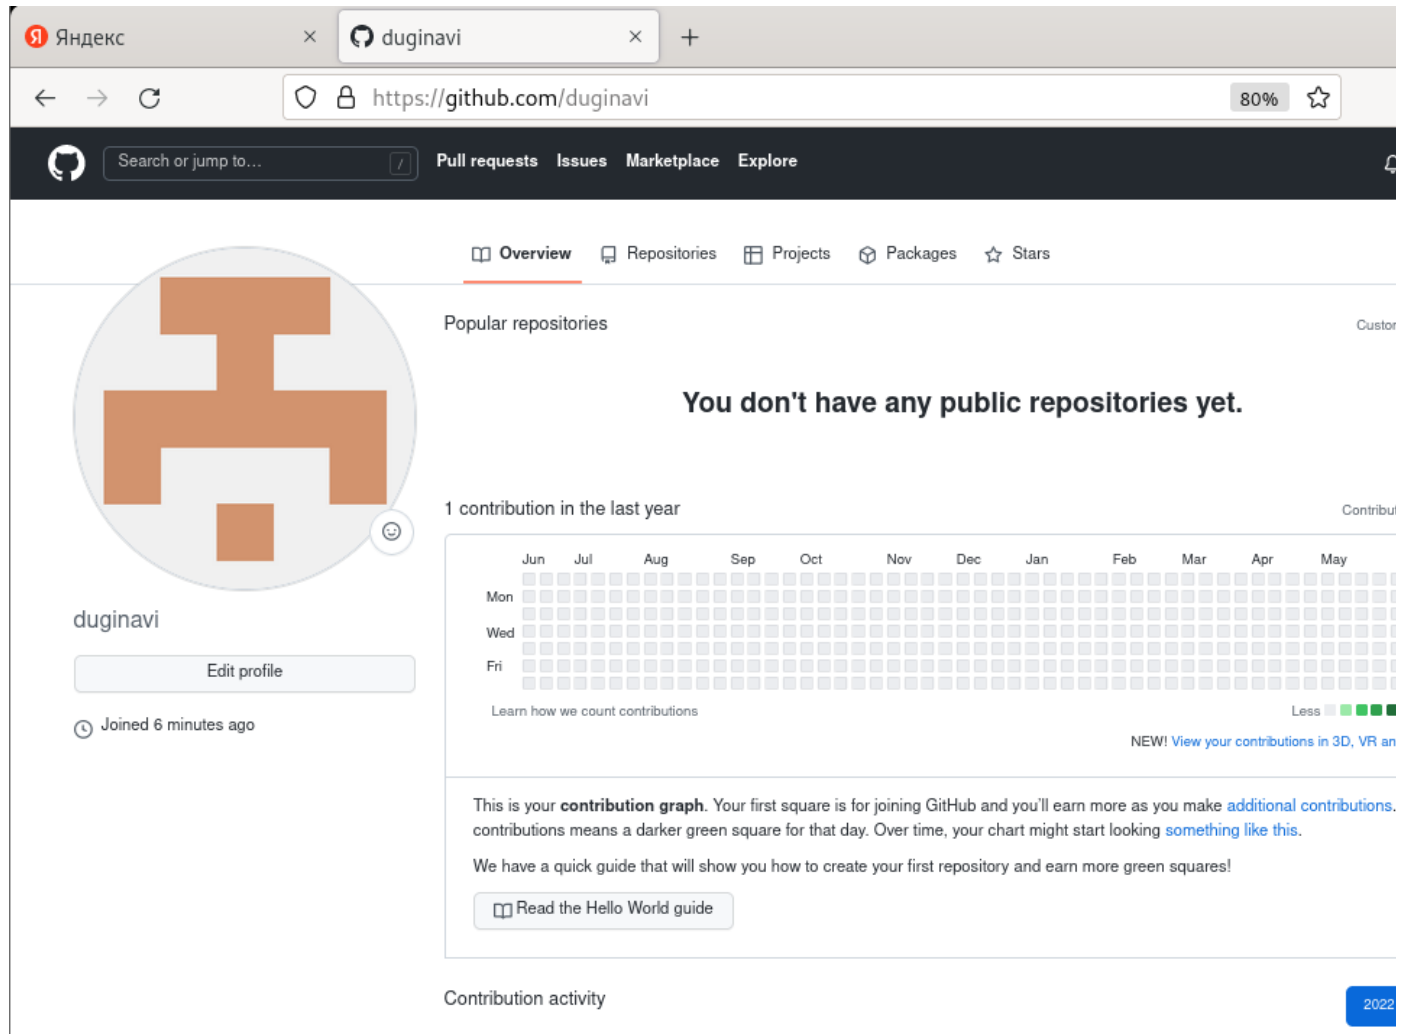 Яндекс
duginavi
https://github.com/duginavi
80%
Search or jump to...
/
Pull requests Issues Marketplace Explore
Overview Repositories Projects Packages Stars
Popular repositories
You don't have any public repositories yet.
1 contribution in the last year
Jun Jul Aug Sep Oct Nov Dec Jan Feb Mar Apr May
Mon
Wed
Fri
Learn how we count contributions
Less
NEW! View your contributions in 3D, VR an
duginavi
Edit profile
Joined 6 minutes ago
This is your contribution graph. Your first square is for joining GitHub and you'll earn more as you make additional contributions.
contributions means a darker green square for that day. Over time, your chart might start looking something like this.
We have a quick guide that will show you how to create your first repository and earn more green squares!
Read the Hello World guide
Contribution activity
2022